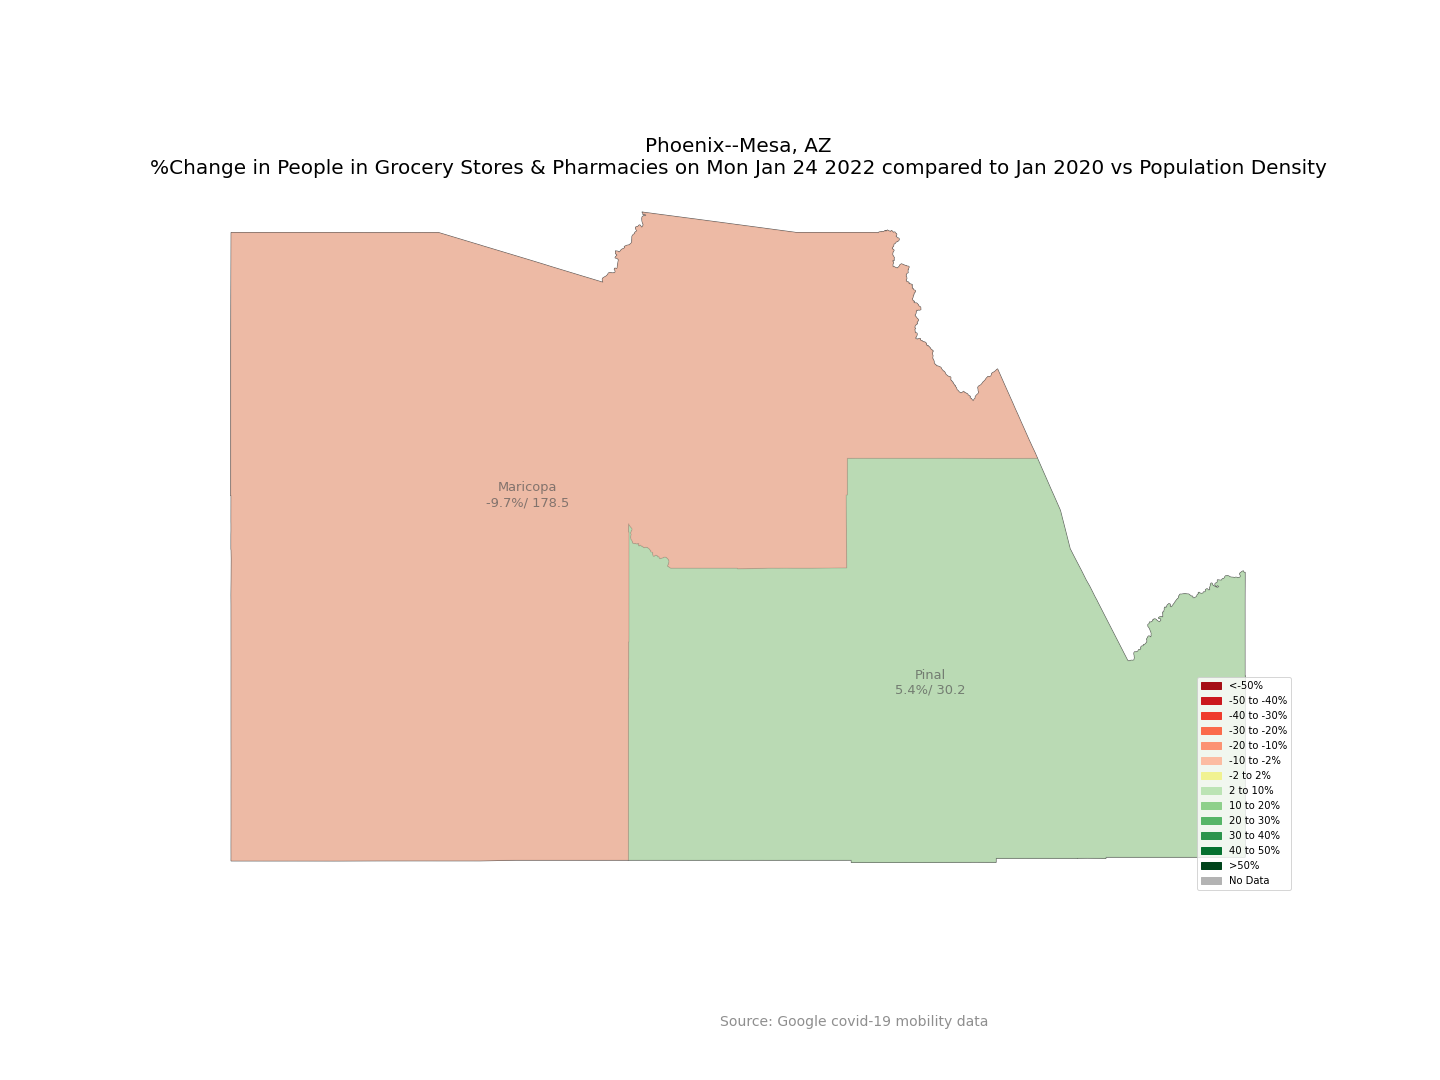 Phoenix--Mesa, AZ
%Change in People in Grocery Stores & Pharmacies on Mon Jan 24 2022 compared to Jan 2020 vs Population Density
Maricopa
-9.7%/ 178.5
Pinal
5.4%/ 30.2
<-50%
-50 to -40%
-40 to -30%
-30 to -20%
-20 to -10%
-10 to -2%
-2 to 2%
2 to 10%
10 to 20%
20 to 30%
30 to 40%
40 to 50%
>50%
No Data
Source: Google covid-19 mobility data